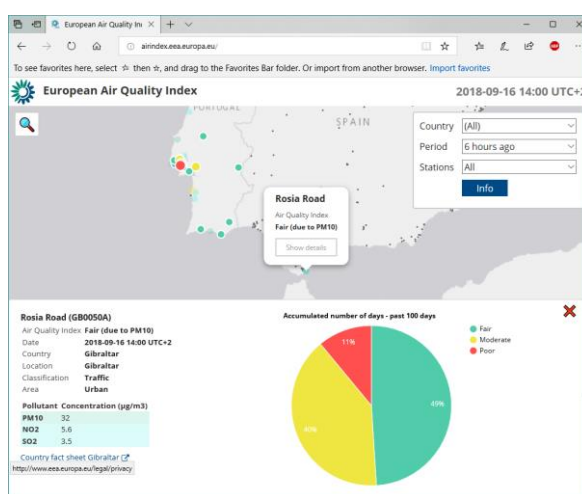 European Air Quality In
airindex.eea.europa.eu/
To see favorites here, select then, and drag to the Favorites Bar folder. Or import from another browser. Import favorites
European Air Quality Index
2018-09-16 14:00 UTC+2
PORTUGAL
SPAIN
Country (All)
Period 6 hours ago
Stations All
Info
Rosia Road
Air Quality Index
Fair (due to PM10)
Show details
Rosia Road (GB0050A)
Air Quality Index Fair (due to PM10)
Date 2018-09-16 14:00 UTC+2
Country Gibraltar
Location Gibraltar
Classification Traffic
Area Urban
Pollutant Concentration (µg/m3)
PM10 32
NO2 5.6
SO2 3.5
Country fact sheet Gibraltar
http://www.eea.europa.eu/legal/privacy
Accumulated number of days - past 100 days
11%
49%
40%
Fair
Moderate
Poor